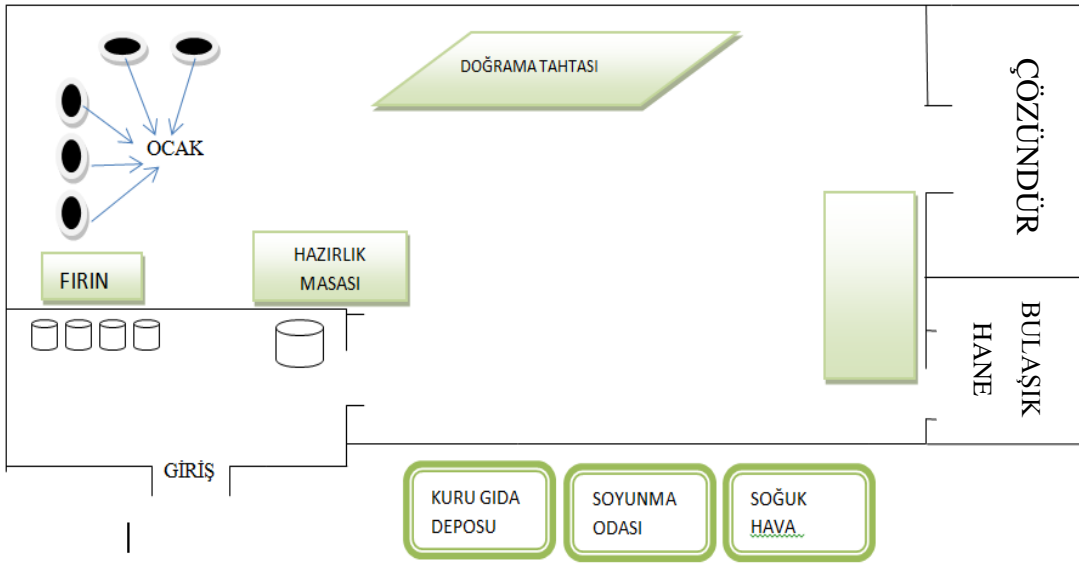 DOĞRAMA TAHTASI
OCAK
ÇÖZÜNDÜR
HAZIRLIK
MASASI
FIRIN
BULAŞIK
HANE
GİRİŞ
KURU GIDA
DEPOSU
SOYUNMA
ODASI
SOĞUK
HAVA